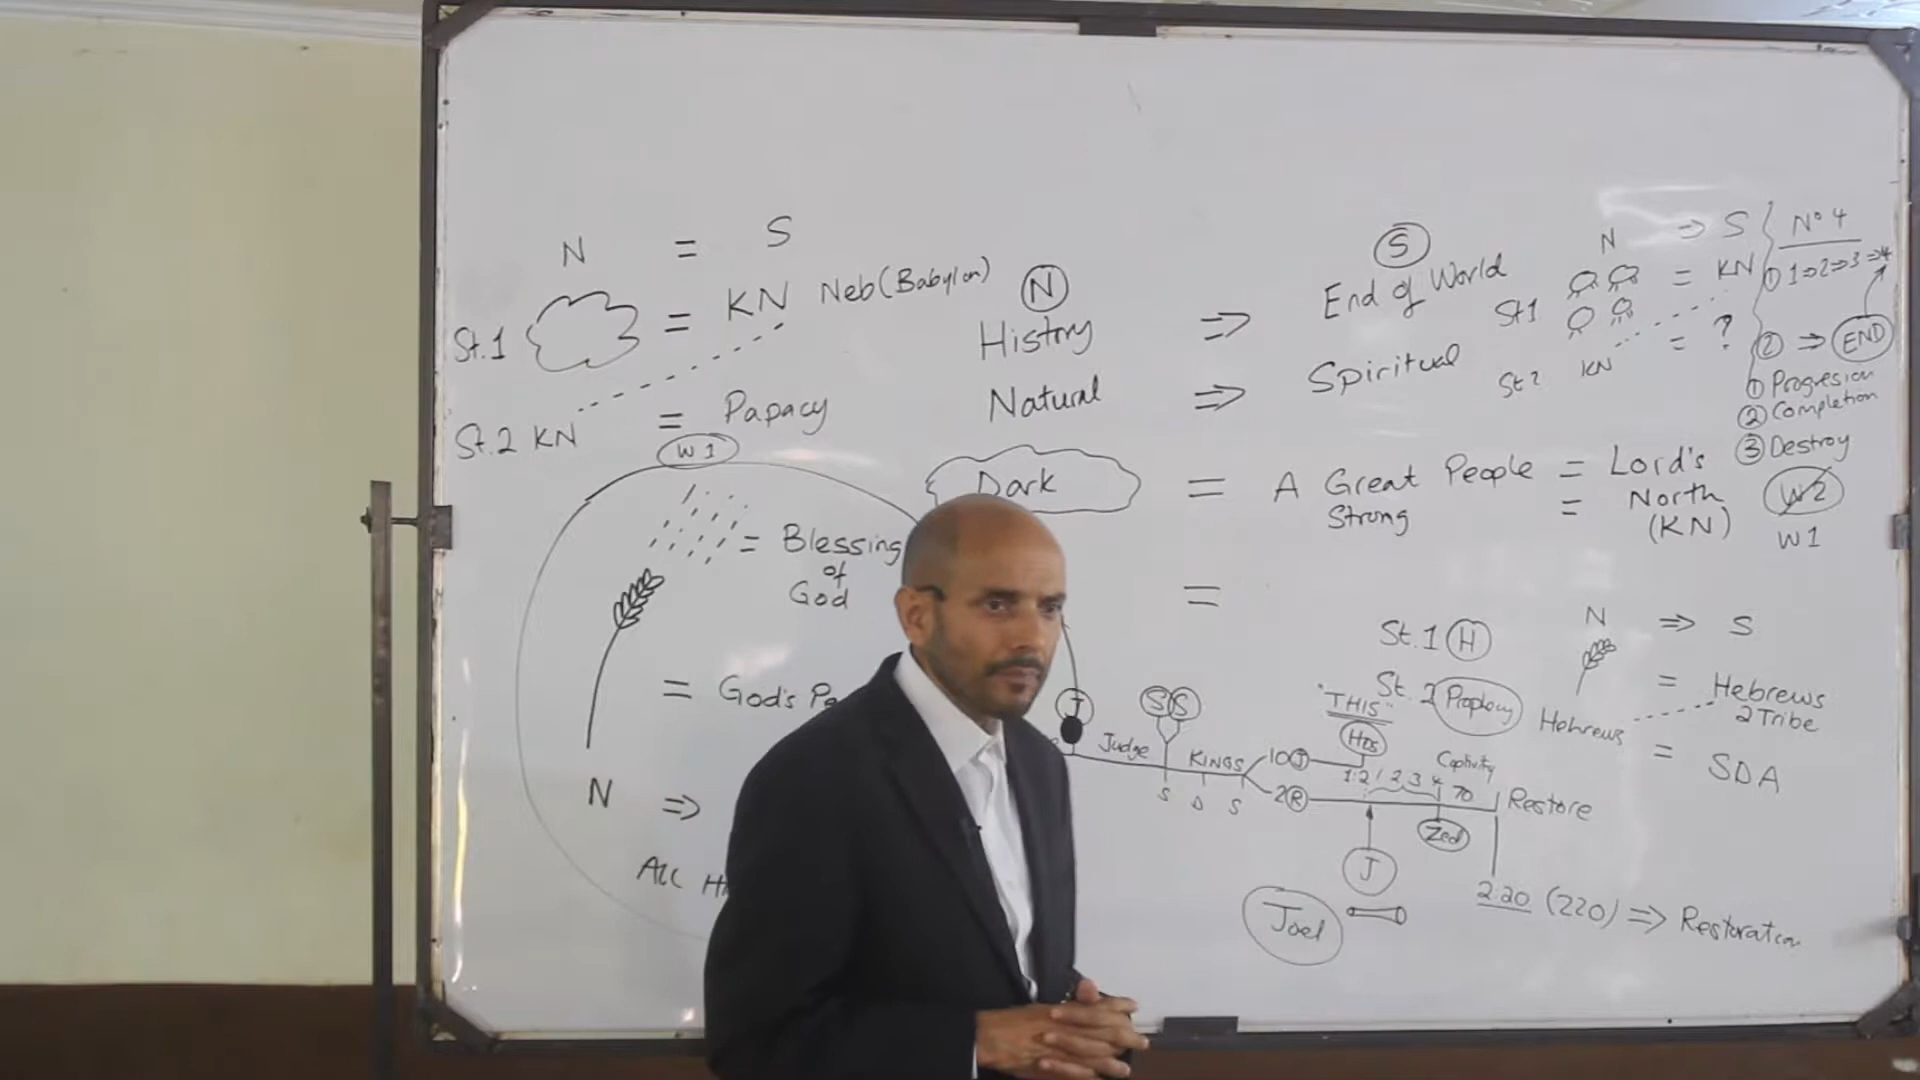 N = S
St.1 = KN Neb(Babylon)
St.2 KN = Papacy
W1
= Blessing
of
God
= God's Pe
N ⇒
ALL H
N
History ⇒ End of World
S
Natural ⇒ Spiritual
Dark = A Great People = Lord's
Strong = North
(KN)
=
N ⇒ S
St1 = KN
St2 KN = ?
Nº 4
① 1⇒2⇒3⇒4
② ⇒ END
① Progresion
② Completion
③ Destroy
W2
W1
St.1 H
St.2 Prophecy
N ⇒ S
= Hebrews
2 Tribe
Hebrews = SDA
J
Judge
S S
KINGS
S D S
10 J
2 R
"THIS"
Hos
1:2 / 2 3 4
Captivity
70
Restore
Zed
J
Joel
2:20 (220) ⇒ Restoration